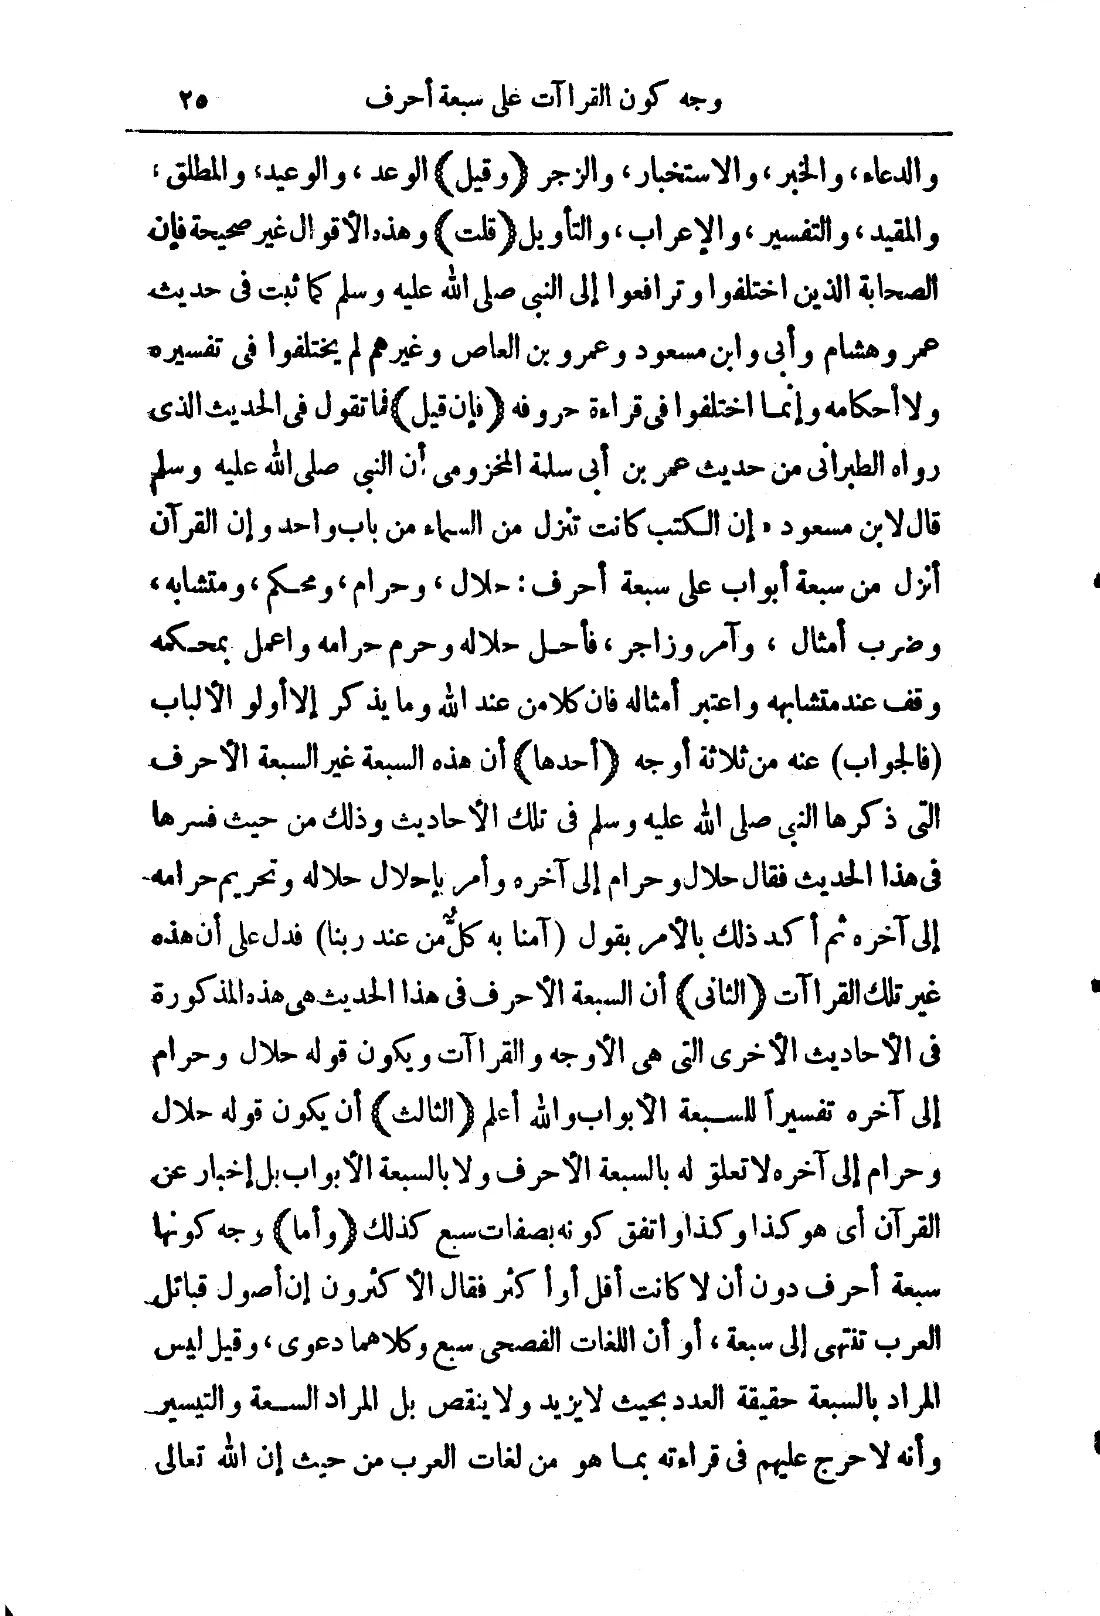 وجه كون القراآت على سبعة أحرف ٢٥
والدعاء، والخبر، والاستخبار، والزجر (وقيل) الوعد، والوعيد، والمطلق،
والمقيد، والتفسير، والإعراب، والتأويل (قلت) وهذه الأقوال غير صحيحة فإن
الصحابة الذين اختلفوا وترافعوا إلى النبي صلى الله عليه وسلم كما ثبت فى حديث
عمر وهشام وأبى وابن مسعود وعمرو بن العاص وغيرهم لم يختلفوا فى تفسيره
ولا أحكامه وإنما اختلفوا فى قراءة حروفه (فإن قيل) فما تقول فى الحديث الذى
رواه الطبرانى من حديث عمر بن أبى سلمة المخزومى أن النبي صلى الله عليه وسلم
قال لابن مسعود « إن الكتب كانت تنزل من السماء من باب واحد وإن القرآن
أنزل من سبعة أبواب على سبعة أحرف: حلال، وحرام، ومحكم، ومتشابه،
وضرب أمثال، وآمر وزاجر، فأحل حلاله وحرم حرامه واعمل بمحكمه
وقف عند متشابهه واعتبر أمثاله فان كلا من عند الله وما يذكر إلا أولو الألباب
(فالجواب) عنه من ثلاثة أوجه (أحدها) أن هذه السبعة غير السبعة الأحرف
التى ذكرها النبي صلى الله عليه وسلم فى تلك الأحاديث وذلك من حيث فسرها
فى هذا الحديث فقال حلال وحرام إلى آخره وأمر بإحلال حلاله وتحريم حرامه
إلى آخره ثم أكد ذلك بالأمر بقول (آمنا به كلٌّ من عند ربنا) فدل على أن هذه
غير تلك القراآت (الثانى) أن السبعة الأحرف فى هذا الحديث هى هذه المذكورة
فى الأحاديث الأخرى التى هى الأوجه والقراآت ويكون قوله حلال وحرام
إلى آخره تفسيراً للسبعة الأبواب والله أعلم (الثالث) أن يكون قوله حلال
وحرام إلى آخره لا تعلق له بالسبعة الأحرف ولا بالسبعة الأبواب بل إخبار عن
القرآن أى هو كذا وكذا واتفق كونه بصفات سبع كذلك (وأما) وجه كونها
سبعة أحرف دون أن لا كانت أقل أو أكثر فقال الأكثرون إن أصول قبائل
العرب تنتهى إلى سبعة، أو أن اللغات الفصحى سبع وكلاهما دعوى، وقيل ليس
المراد بالسبعة حقيقة العدد بحيث لا يزيد ولا ينقص بل المراد السعة والتيسير
وأنه لا حرج عليهم فى قراءته بما هو من لغات العرب من حيث إن الله تعالى